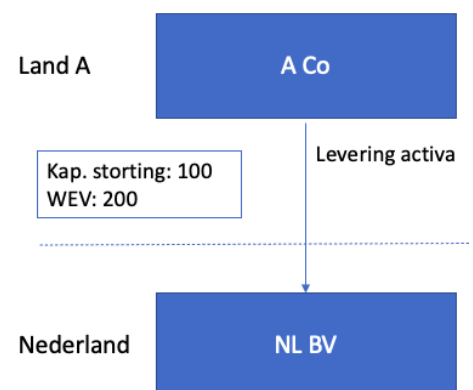 Land A
A Co
Levering activa
Kap. storting: 100
WEV: 200
Nederland
NL BV